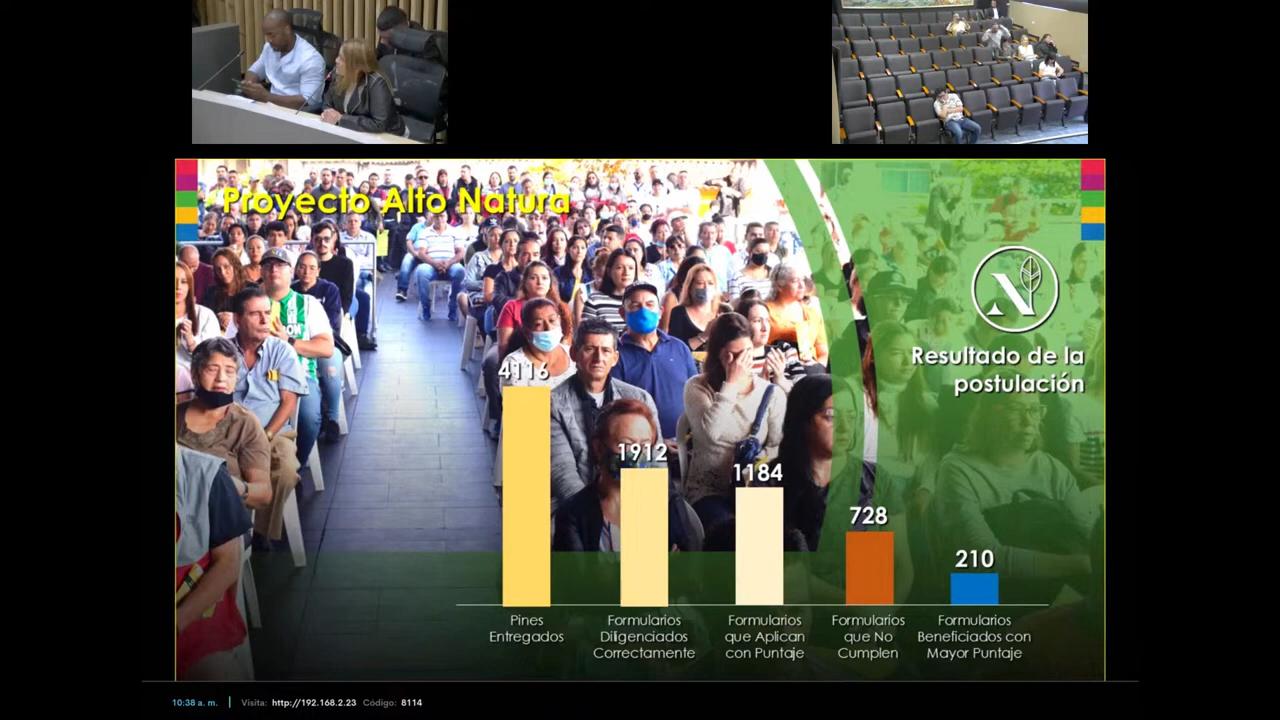 Proyecto Alto Natura
N
Resultado de la
postulación
4116
1912
1184
728
210
Pines
Entregados
Formularios
Diligenciados
Correctamente
Formularios
que Aplican
con Puntaje
Formularios
que No
Cumplen
Formularios
Beneficiados con
Mayor Puntaje
10:38 a. m. Visita: http://192.168.2.23 Código: 8114